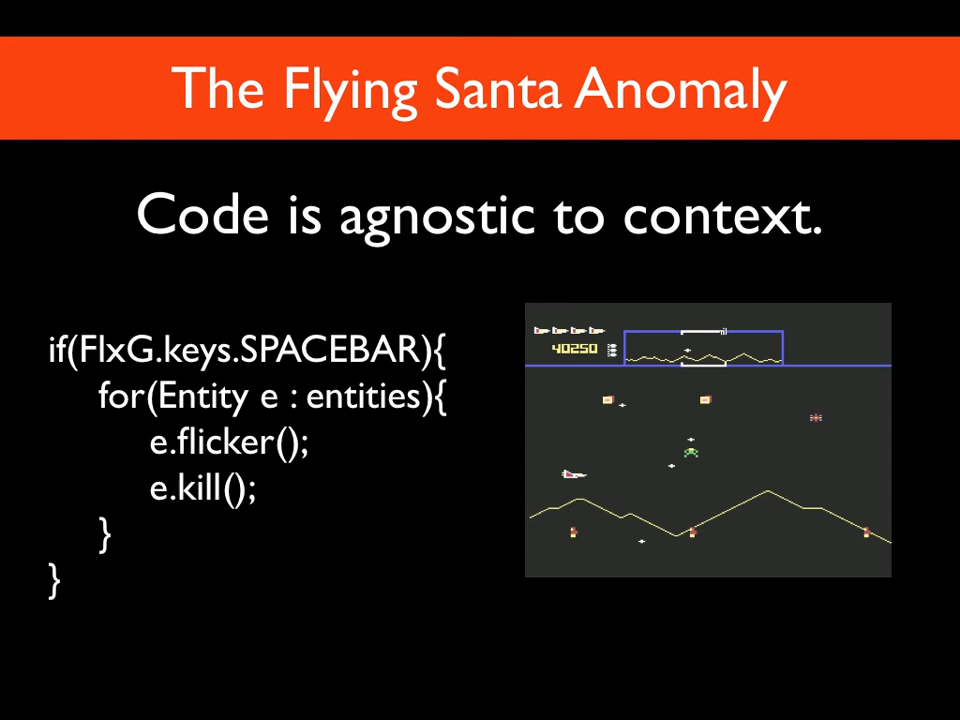 The Flying Santa Anomaly
Code is agnostic to context.
if(FlxG.keys.SPACEBAR){
for(Entity e : entities){
e.flicker();
e.kill();
}
}
40250